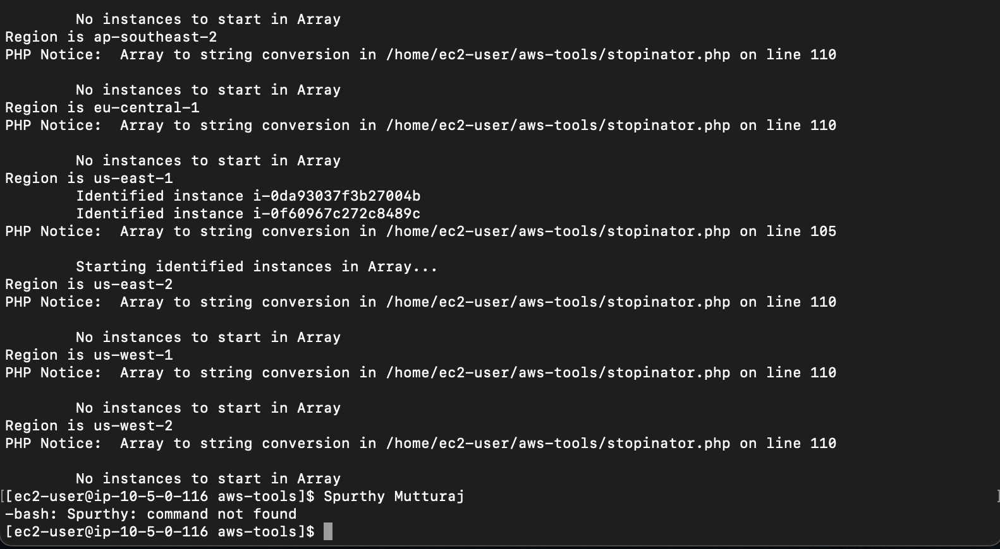 No instances to start in Array
Region is ap-southeast-2
PHP Notice:  Array to string conversion in /home/ec2-user/aws-tools/stopinator.php on line 110
No instances to start in Array
Region is eu-central-1
PHP Notice:  Array to string conversion in /home/ec2-user/aws-tools/stopinator.php on line 110
No instances to start in Array
Region is us-east-1
Identified instance i-0da93037f3b27004b
Identified instance i-0f60967c272c8489c
PHP Notice:  Array to string conversion in /home/ec2-user/aws-tools/stopinator.php on line 105
Starting identified instances in Array...
Region is us-east-2
PHP Notice:  Array to string conversion in /home/ec2-user/aws-tools/stopinator.php on line 110
No instances to start in Array
Region is us-west-1
PHP Notice:  Array to string conversion in /home/ec2-user/aws-tools/stopinator.php on line 110
No instances to start in Array
Region is us-west-2
PHP Notice:  Array to string conversion in /home/ec2-user/aws-tools/stopinator.php on line 110
No instances to start in Array
[[ec2-user@ip-10-5-0-116 aws-tools]$ Spurthy Mutturaj ]
-bash: Spurthy: command not found
[ec2-user@ip-10-5-0-116 aws-tools]$